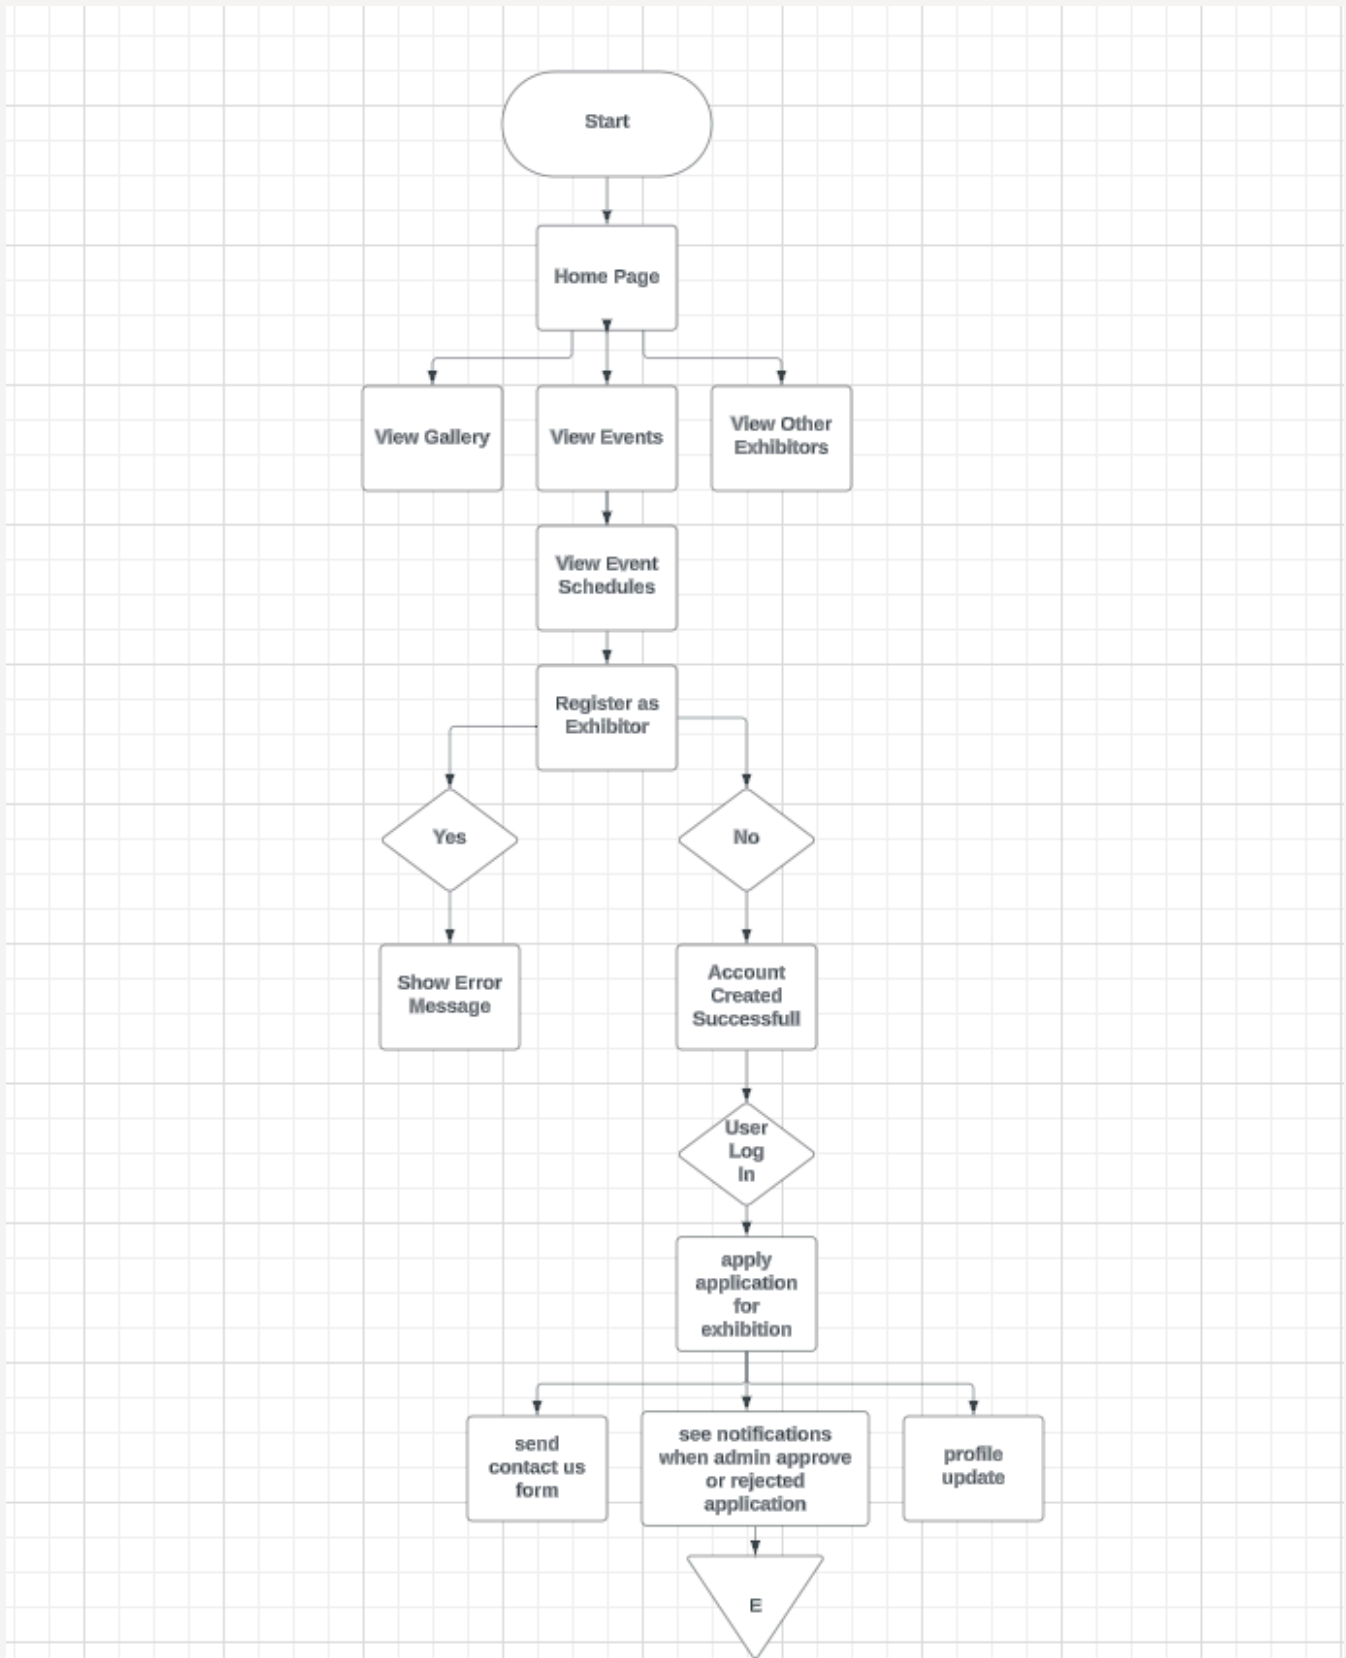 Start
Home Page
View Gallery
View Events
View Other
Exhibitors
View Event
Schedules
Register as
Exhibitor
Yes
No
Show Error
Message
Account
Created
Successfull
User
Log
In
apply
application
for
exhibition
send
contact us
form
see notifications
when admin approve
or rejected
application
profile
update
E